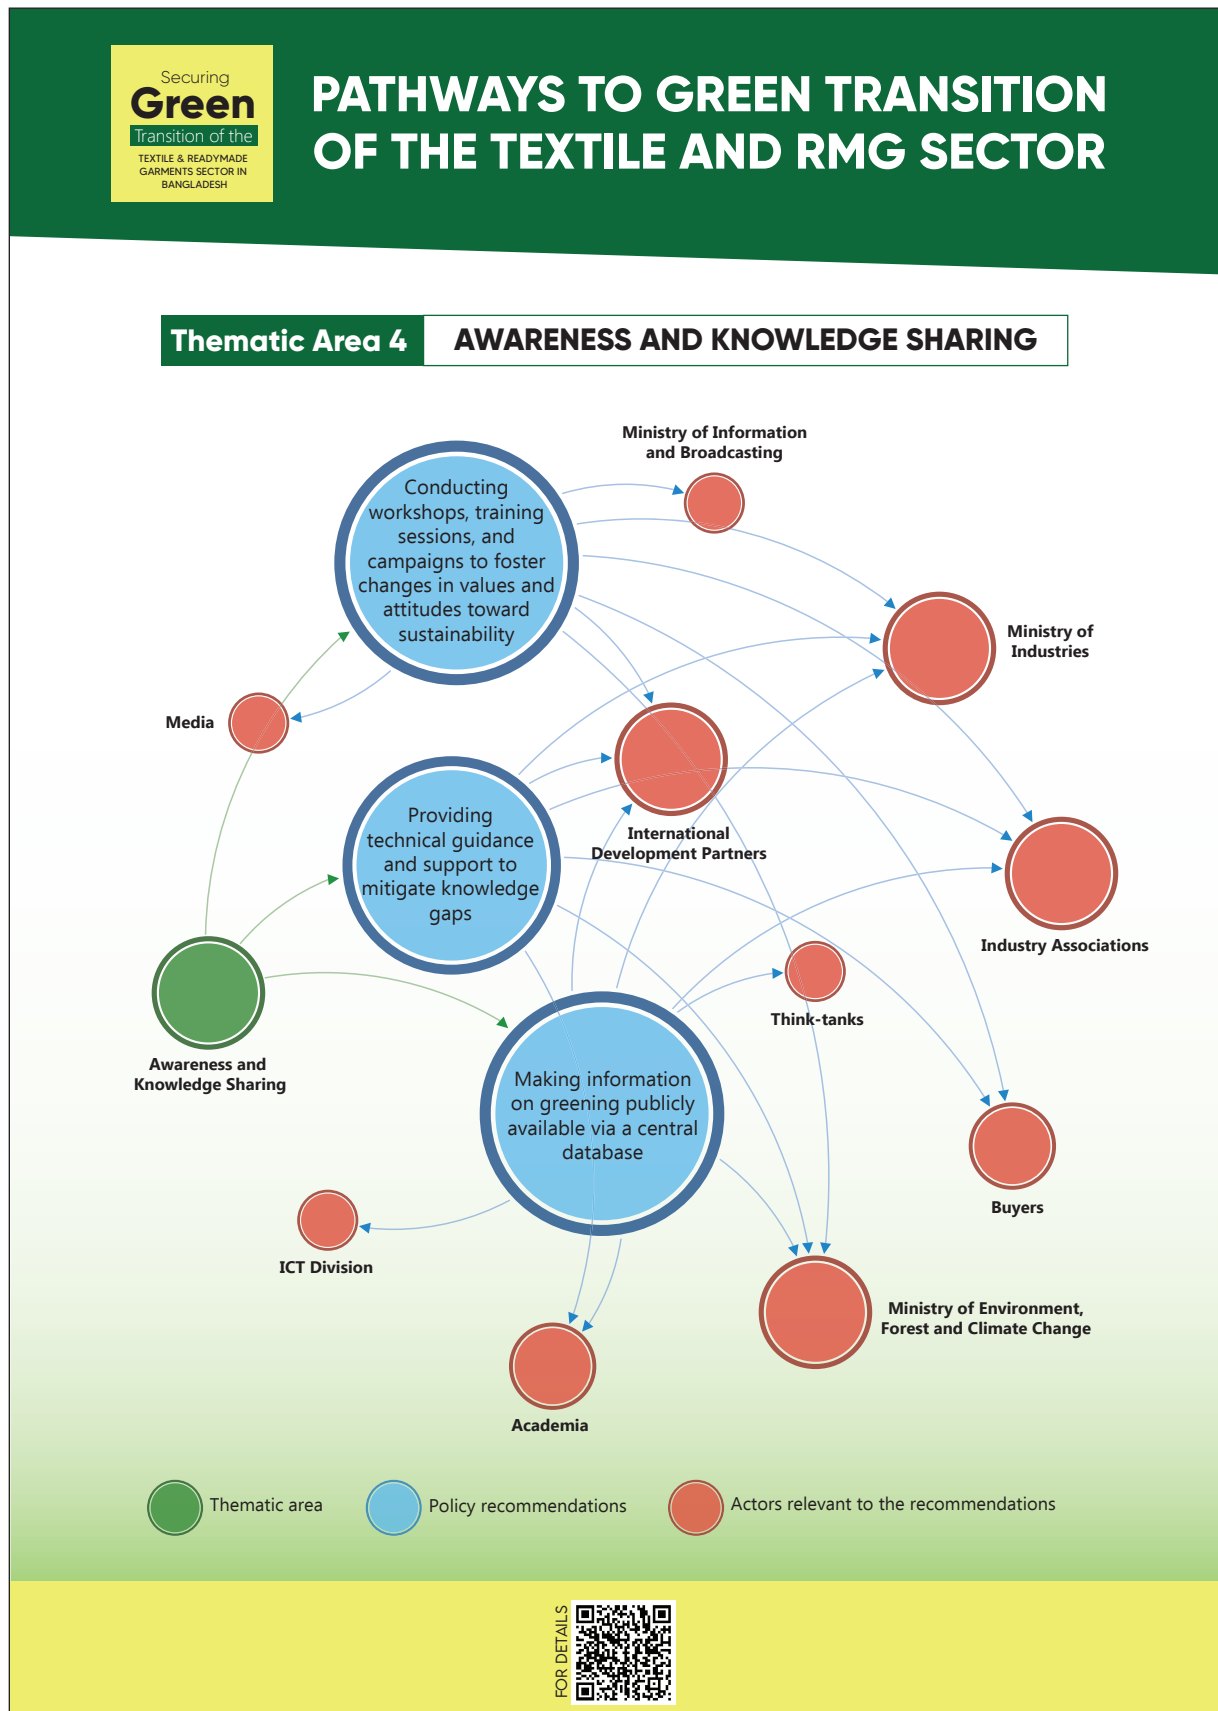 Securing
Green
Transition of the
TEXTILE & READYMADE
GARMENTS SECTOR IN
BANGLADESH
PATHWAYS TO GREEN TRANSITION
OF THE TEXTILE AND RMG SECTOR
Thematic Area 4
AWARENESS AND KNOWLEDGE SHARING
Ministry of Information
and Broadcasting
Conducting
workshops, training
sessions, and
campaigns to foster
changes in values and
attitudes toward
sustainability
Ministry of
Industries
Media
Providing
technical guidance
and support to
mitigate knowledge
gaps
International
Development Partners
Industry Associations
Think-tanks
Awareness and
Knowledge Sharing
Making information
on greening publicly
available via a central
database
Buyers
ICT Division
Ministry of Environment,
Forest and Climate Change
Academia
Thematic area
Policy recommendations
Actors relevant to the recommendations
FOR DETAILS